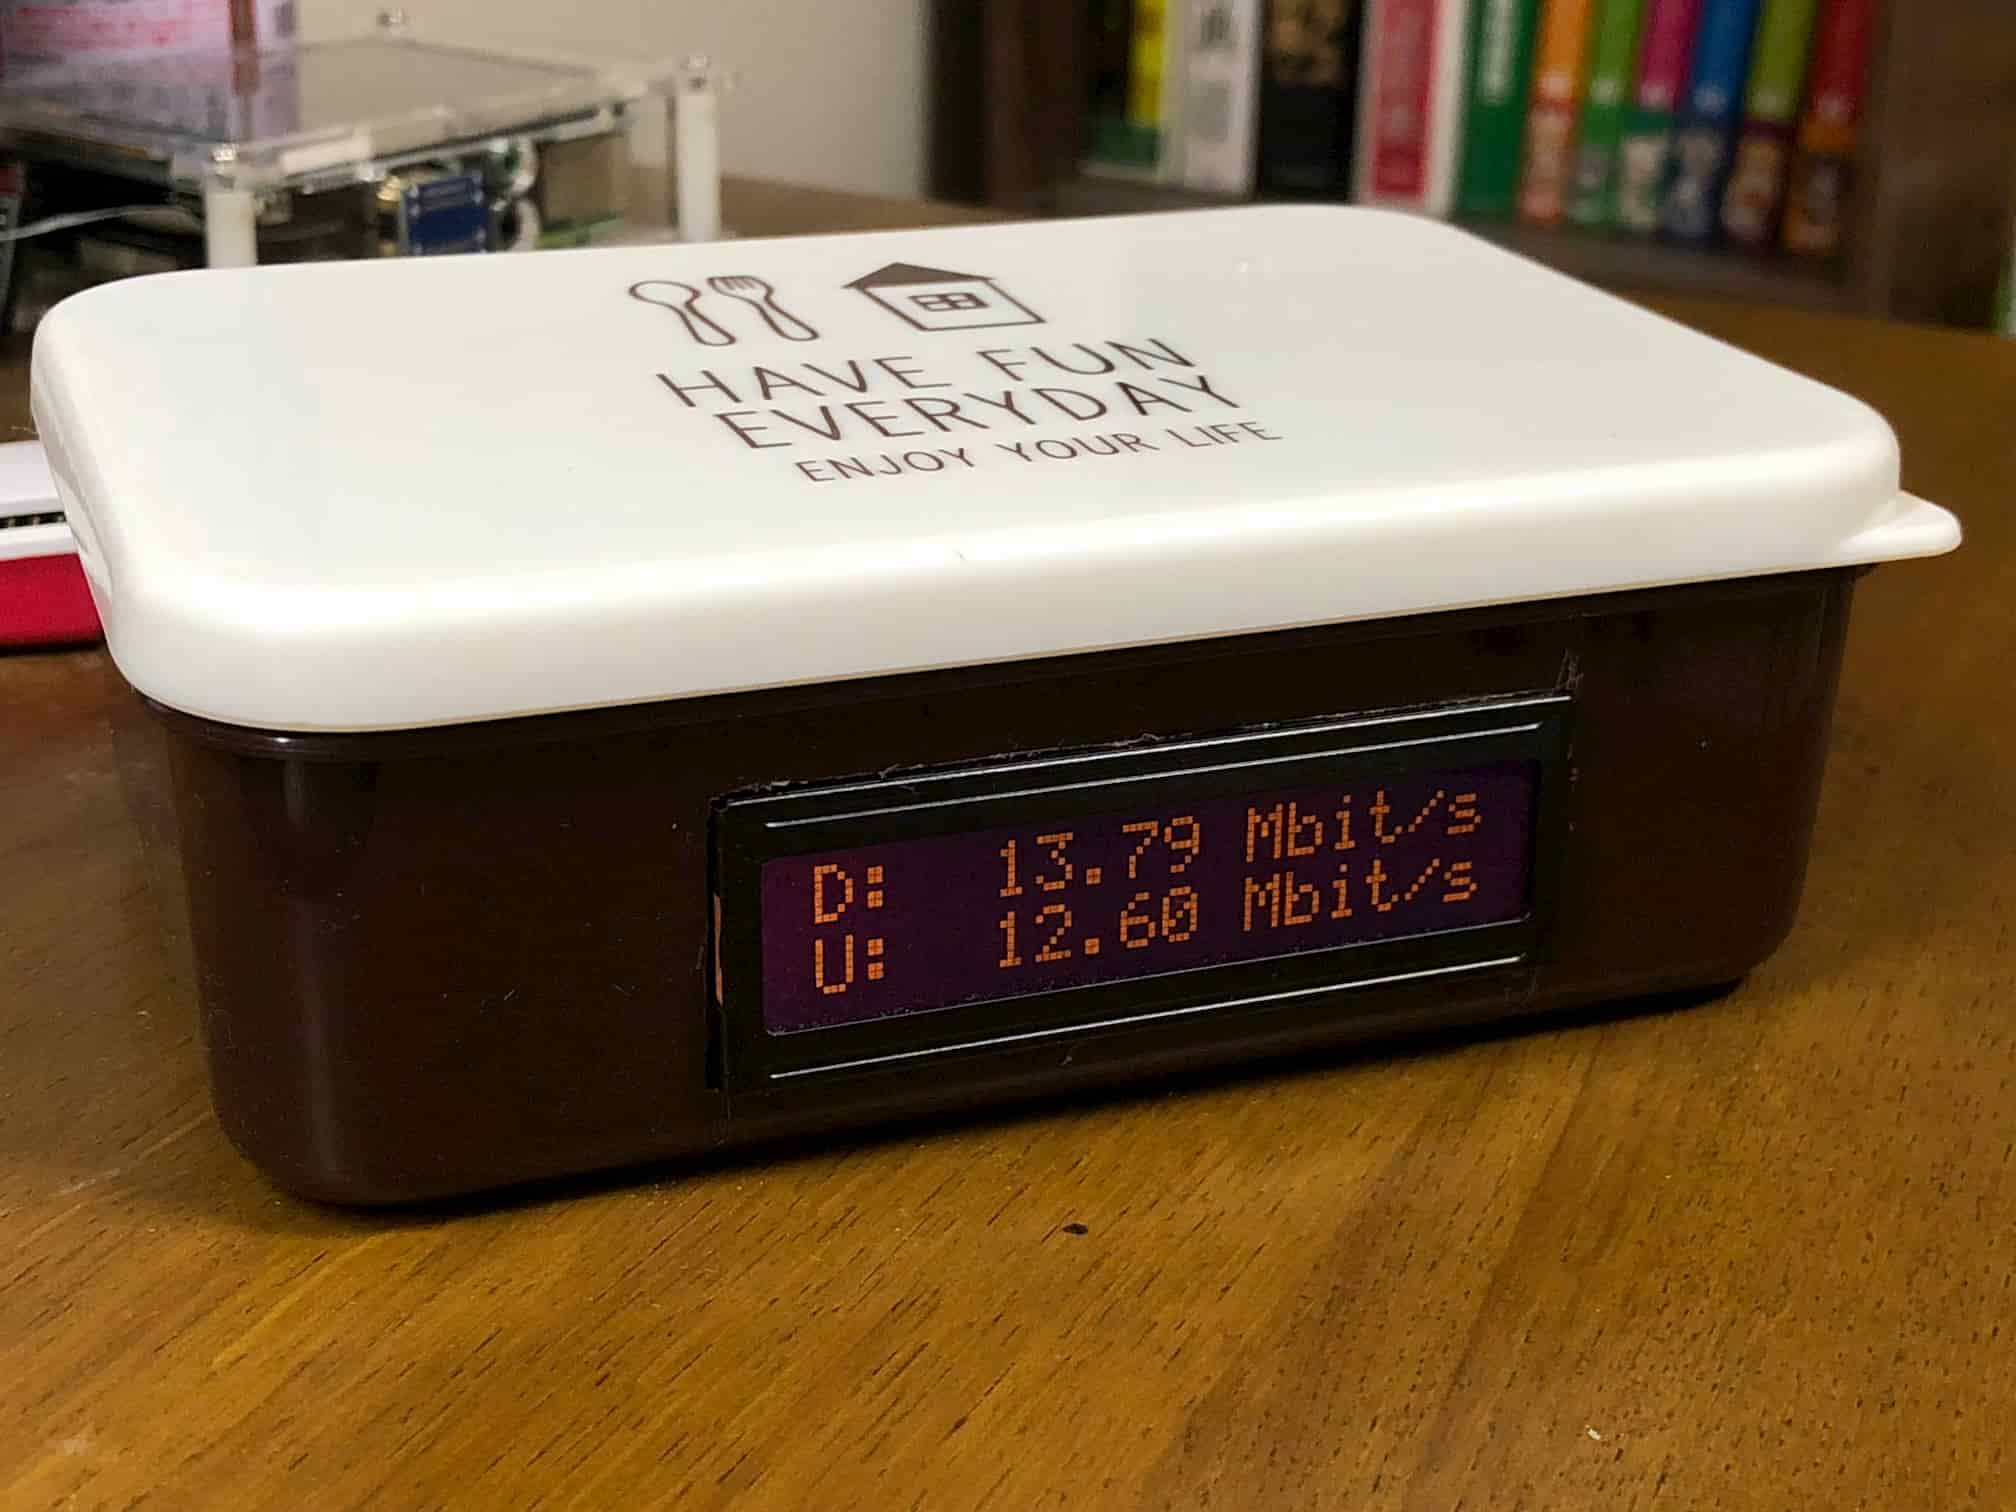 HAVE FUN
EVERYDAY
ENJOY YOUR LIFE
D: 13.79 Mbit/s
U: 12.60 Mbit/s